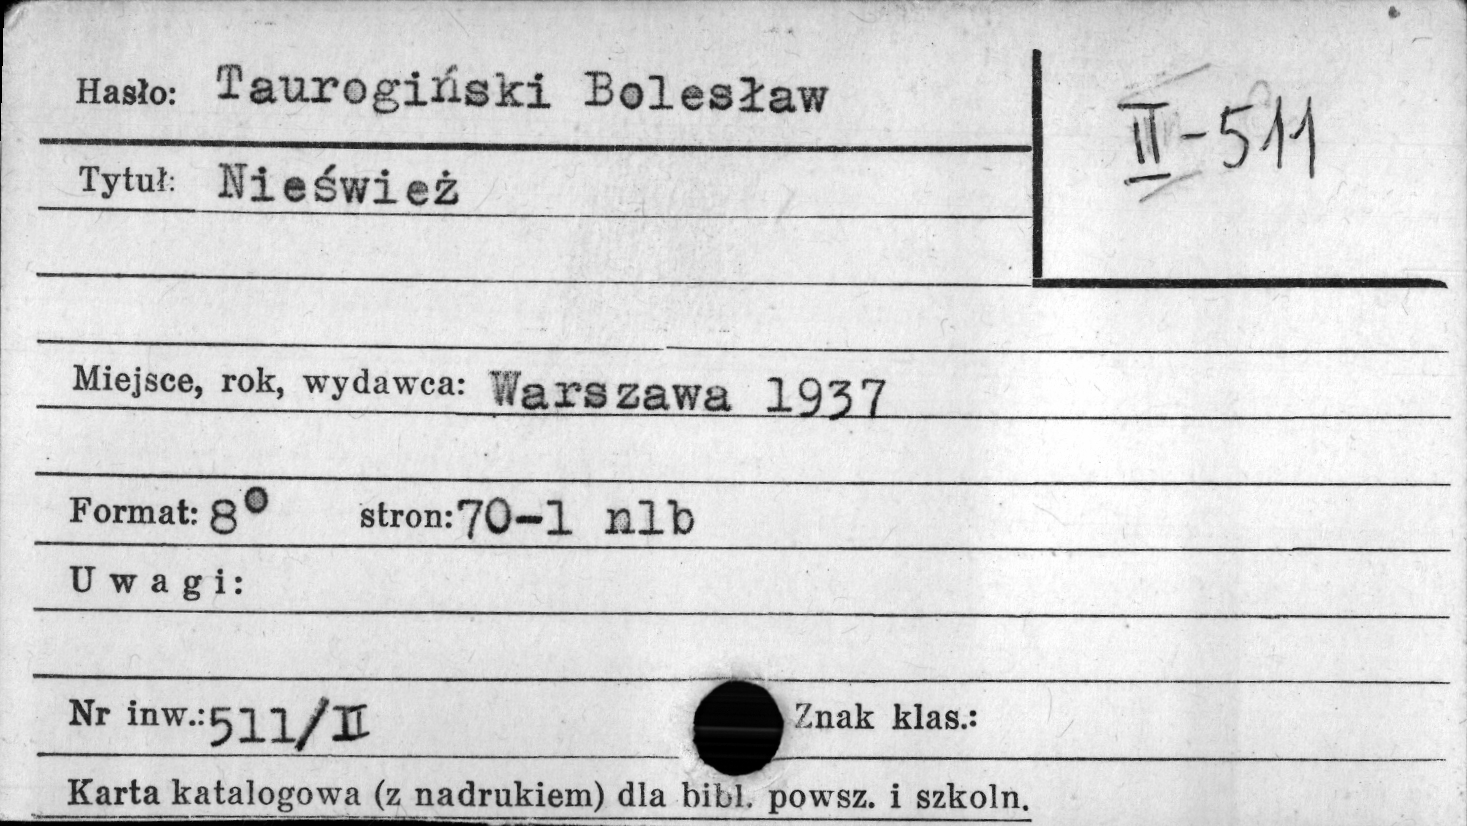 Hasło: Taurogiński Bolesław
II-511
Tytuł: Nieśwież
Miejsce, rok, wydawca: Warszawa 1937
Format: 8° stron: 70-1 nlb
Uwagi:
Nr inw.: 511/II Znak klas.:
Karta katalogowa (z nadrukiem) dla bibl. powsz. i szkoln.